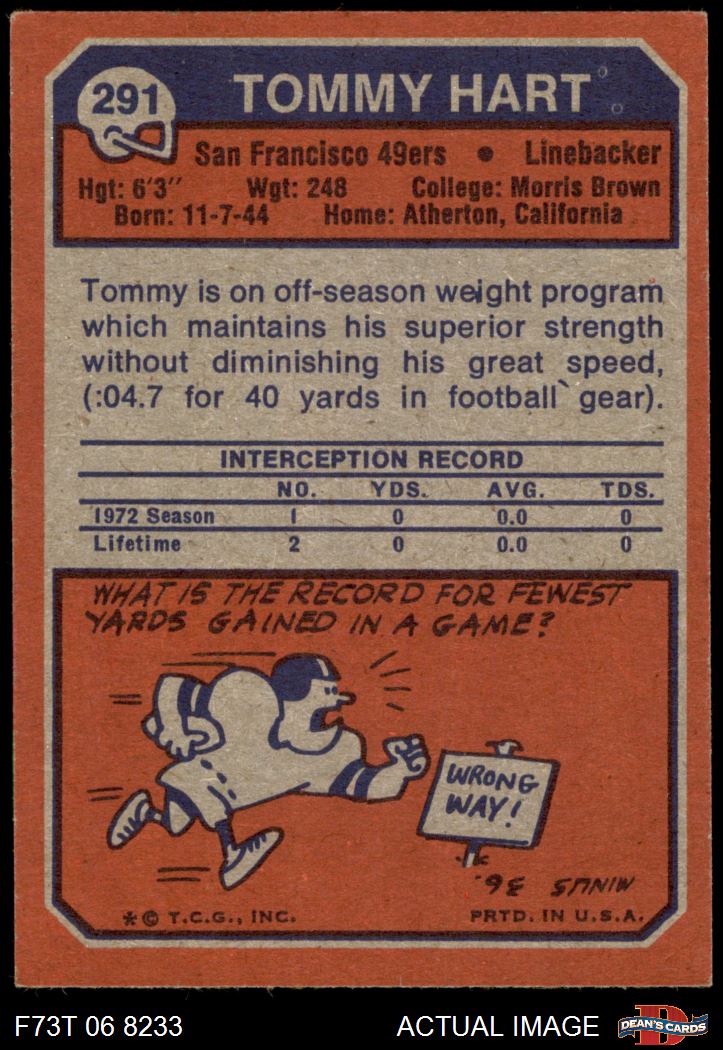 291
TOMMY HART
San Francisco 49ers • Linebacker
Hgt: 6'3" Wgt: 248 College: Morris Brown
Born: 11-7-44 Home: Atherton, California
Tommy is on off-season weight program
which maintains his superior strength
without diminishing his great speed,
(:04.7 for 40 yards in football gear).
INTERCEPTION RECORD
NO. YDS. AVG. TDS.
1972 Season 1 0 0.0 0
Lifetime 2 0 0.0 0
WHAT IS THE RECORD FOR FEWEST
YARDS GAINED IN A GAME?
WRONG
WAY!
MINUS 36.
*© T.C.G., INC. PRTD. IN U.S.A.
F73T 06 8233 ACTUAL IMAGE
D
DEAN'S CARDS